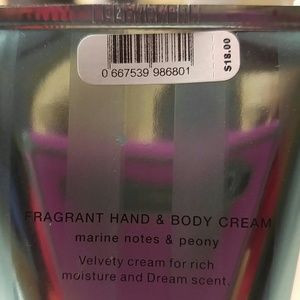 0 667539 986801
$18.00
FRAGRANT HAND & BODY CREAM
marine notes & peony
Velvety cream for rich
moisture and Dream scent.